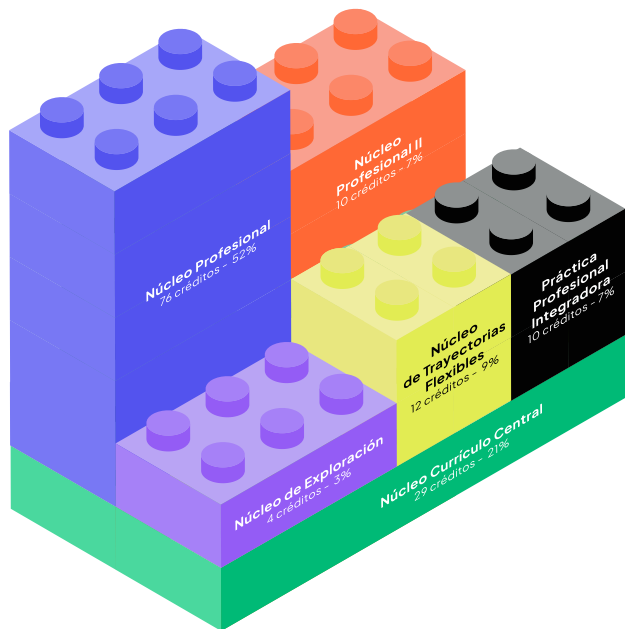 Núcleo
Profesional II
10 créditos - 7%
Núcleo Profesional
76 créditos - 52%
Práctica
Profesional
Integradora
10 créditos - 7%
Núcleo
de Trayectorias
Flexibles
12 créditos - 9%
Núcleo de Exploración
4 créditos - 3%
Núcleo Currículo Central
29 créditos - 21%